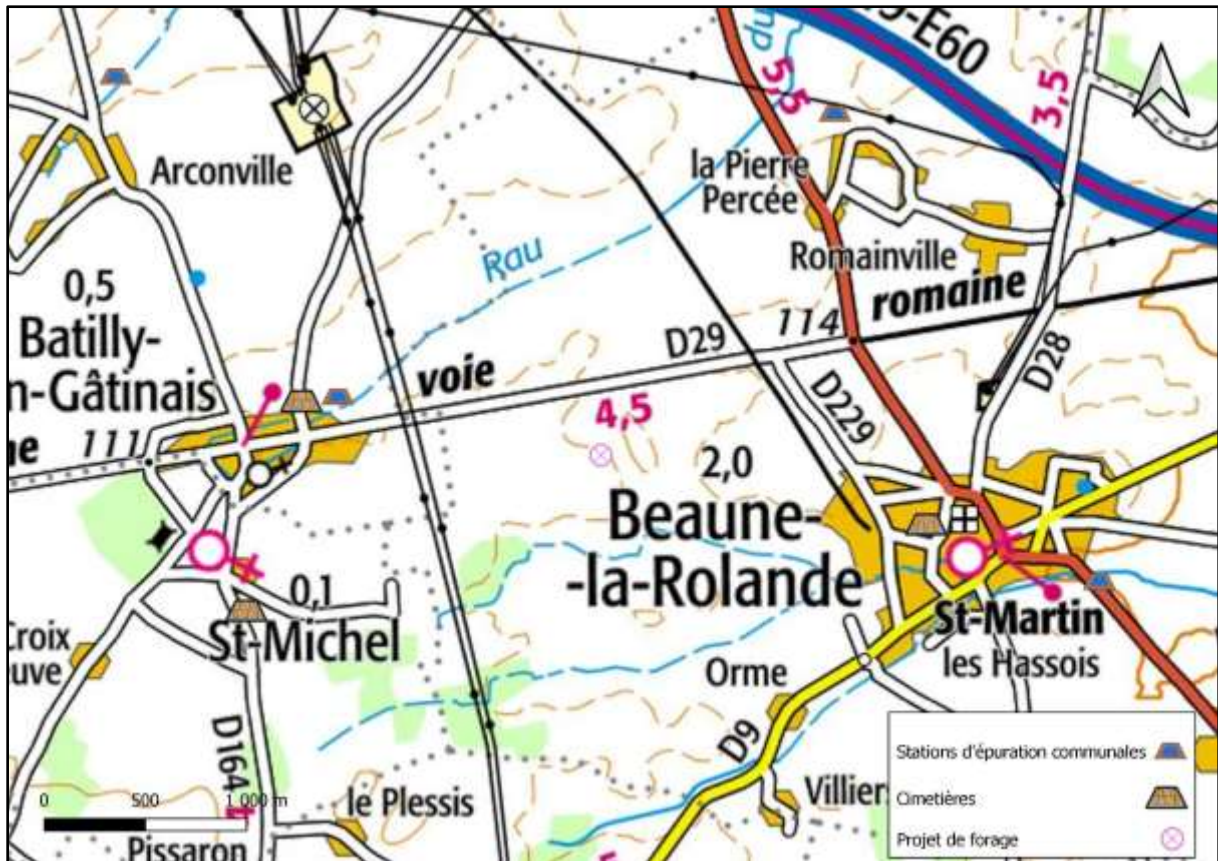 -E60
5,5
3,5
du
la Pierre
Percée
Arconville
Rau
Romainville
romaine
114
0,5
Batilly-
n-Gâtinais
D29
voie
D28
D229
4,5
111
ne
2,0
Beaune-
-la-Rolande
0,1
St-Michel
St-Martin
les Hassois
Croix
uve
Orme
D164
D9
le Plessis
Villier
Pissaron
0 500 1 000 m
Stations d'épuration communales
Cimetières
Projet de forage